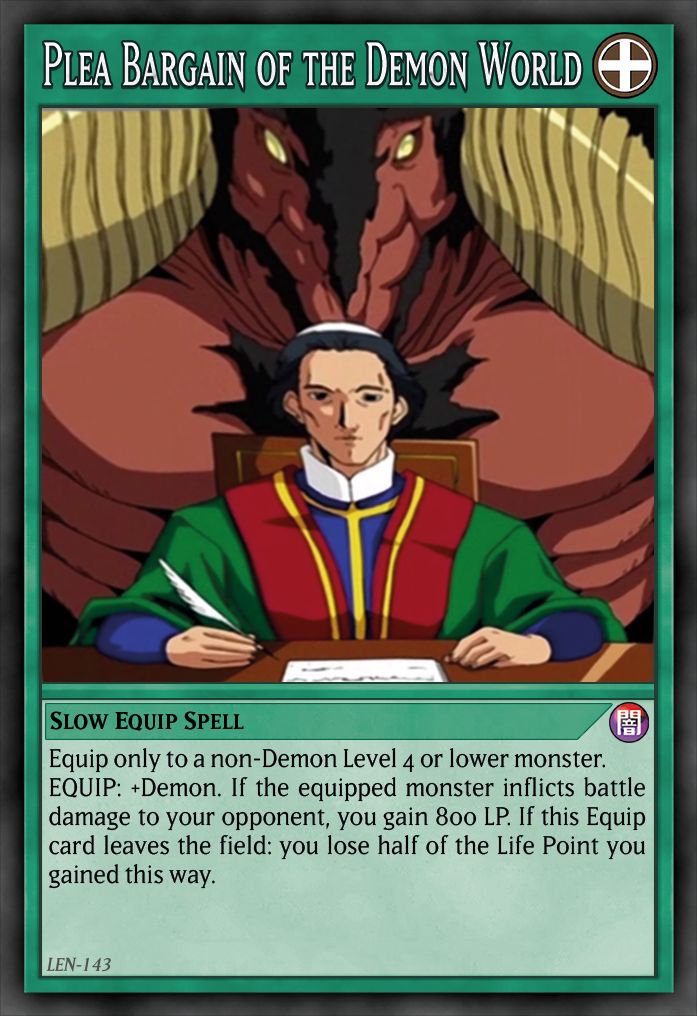 Plea Bargain of the Demon World
Slow Equip Spell
闇
Equip only to a non-Demon Level 4 or lower monster.
EQUIP: +Demon. If the equipped monster inflicts battle
damage to your opponent, you gain 800 LP. If this Equip
card leaves the field: you lose half of the Life Point you
gained this way.
LEN-143